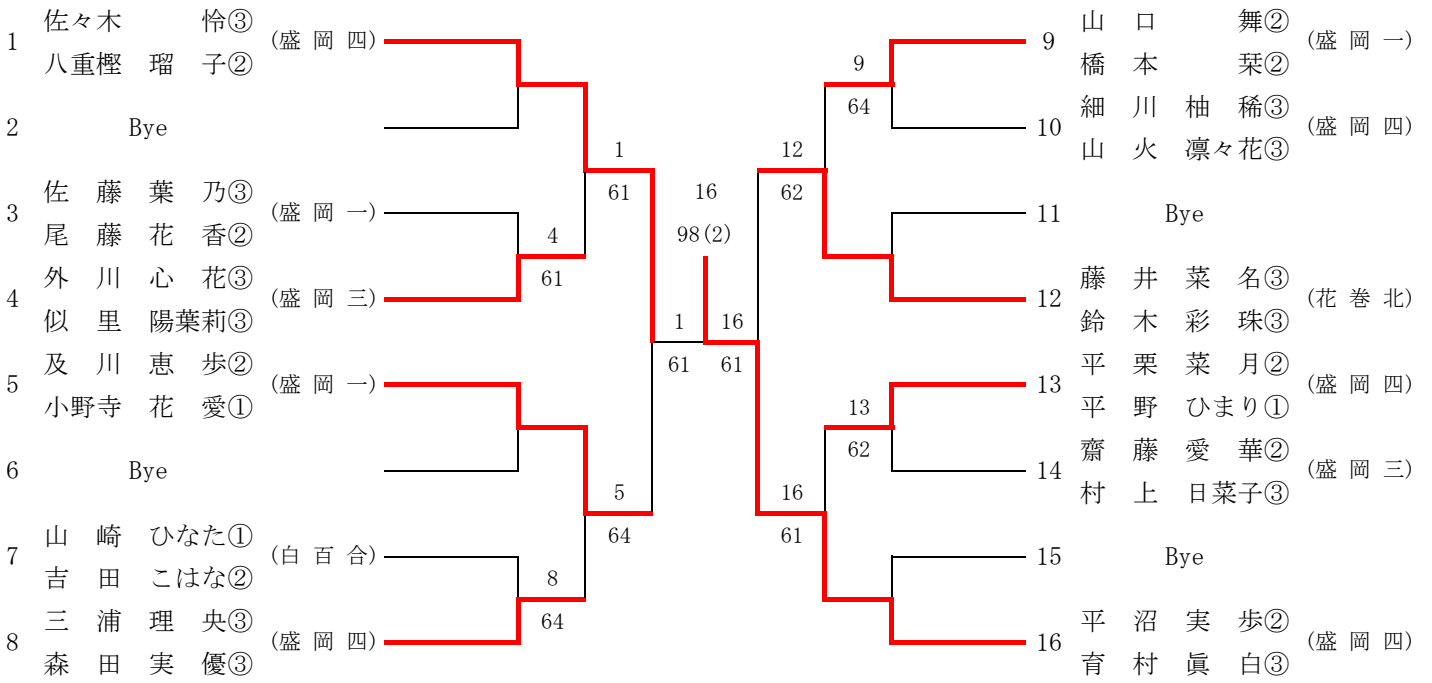 1 佐々木 怜③ (盛岡四)
八重樫 瑠子②
2 Bye
3 佐藤葉乃③ (盛岡一)
尾藤花香②
4 外川心花③ (盛岡三)
似里陽葉莉③
5 及川恵歩② (盛岡一)
小野寺 花愛①
6 Bye
7 山崎ひなた① (白百合)
吉田こはな②
8 三浦理央③ (盛岡四)
森田実優③
4
61
8
64
1
61
5
64
1
61
16
98(2)
16
61
12
62
16
61
9
64
13
62
9 山口 舞② (盛岡一)
橋本 栞②
10 細川柚稀③ (盛岡四)
山火凛々花③
11 Bye
12 藤井菜名③ (花巻北)
鈴木彩珠③
13 平栗菜月② (盛岡四)
平野ひまり①
14 齋藤愛華② (盛岡三)
村上日菜子③
15 Bye
16 平沼実歩② (盛岡四)
育村眞白③